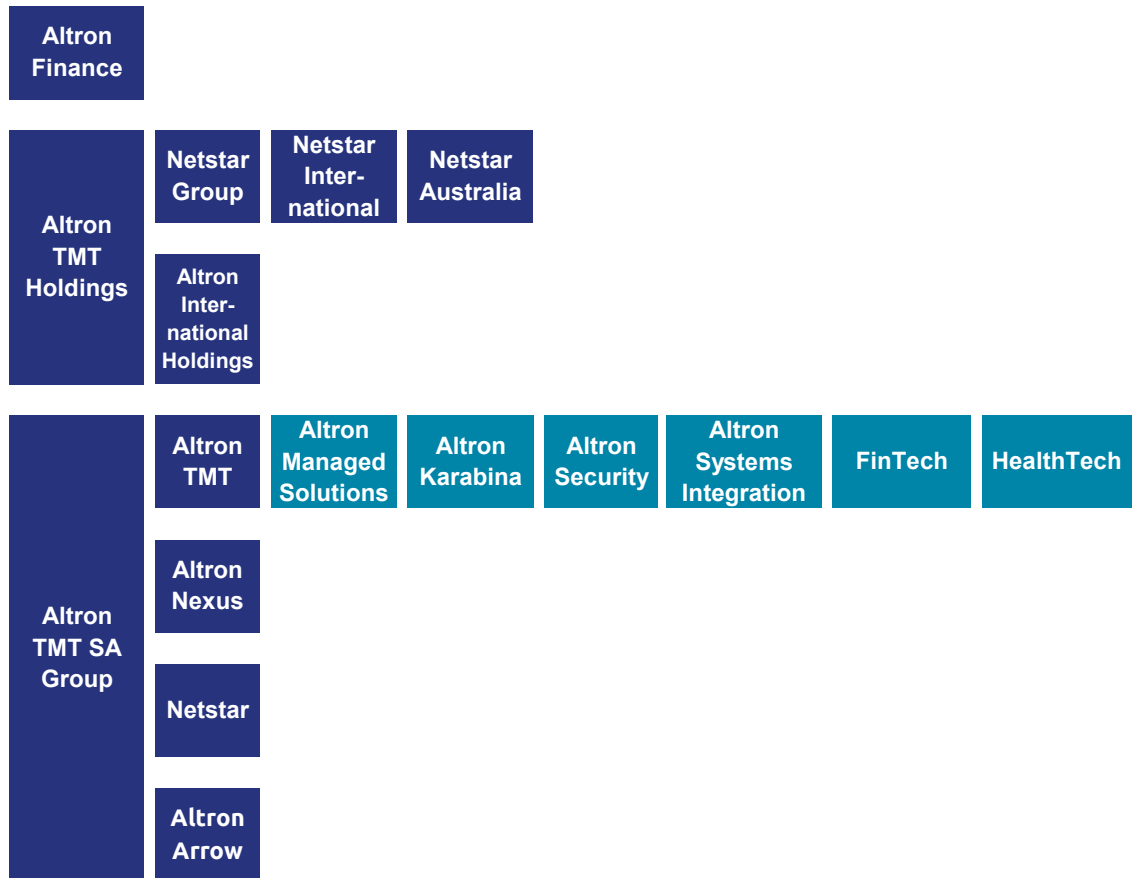 Altron
Finance
Altron
TMT
Holdings
Netstar
Group
Netstar
Inter-
national
Netstar
Australia
Altron
Inter-
national
Holdings
Altron
TMT SA
Group
Altron
TMT
Altron
Managed
Solutions
Altron
Karabina
Altron
Security
Altron
Systems
Integration
FinTech
HealthTech
Altron
Nexus
Netstar
Altron
Arrow